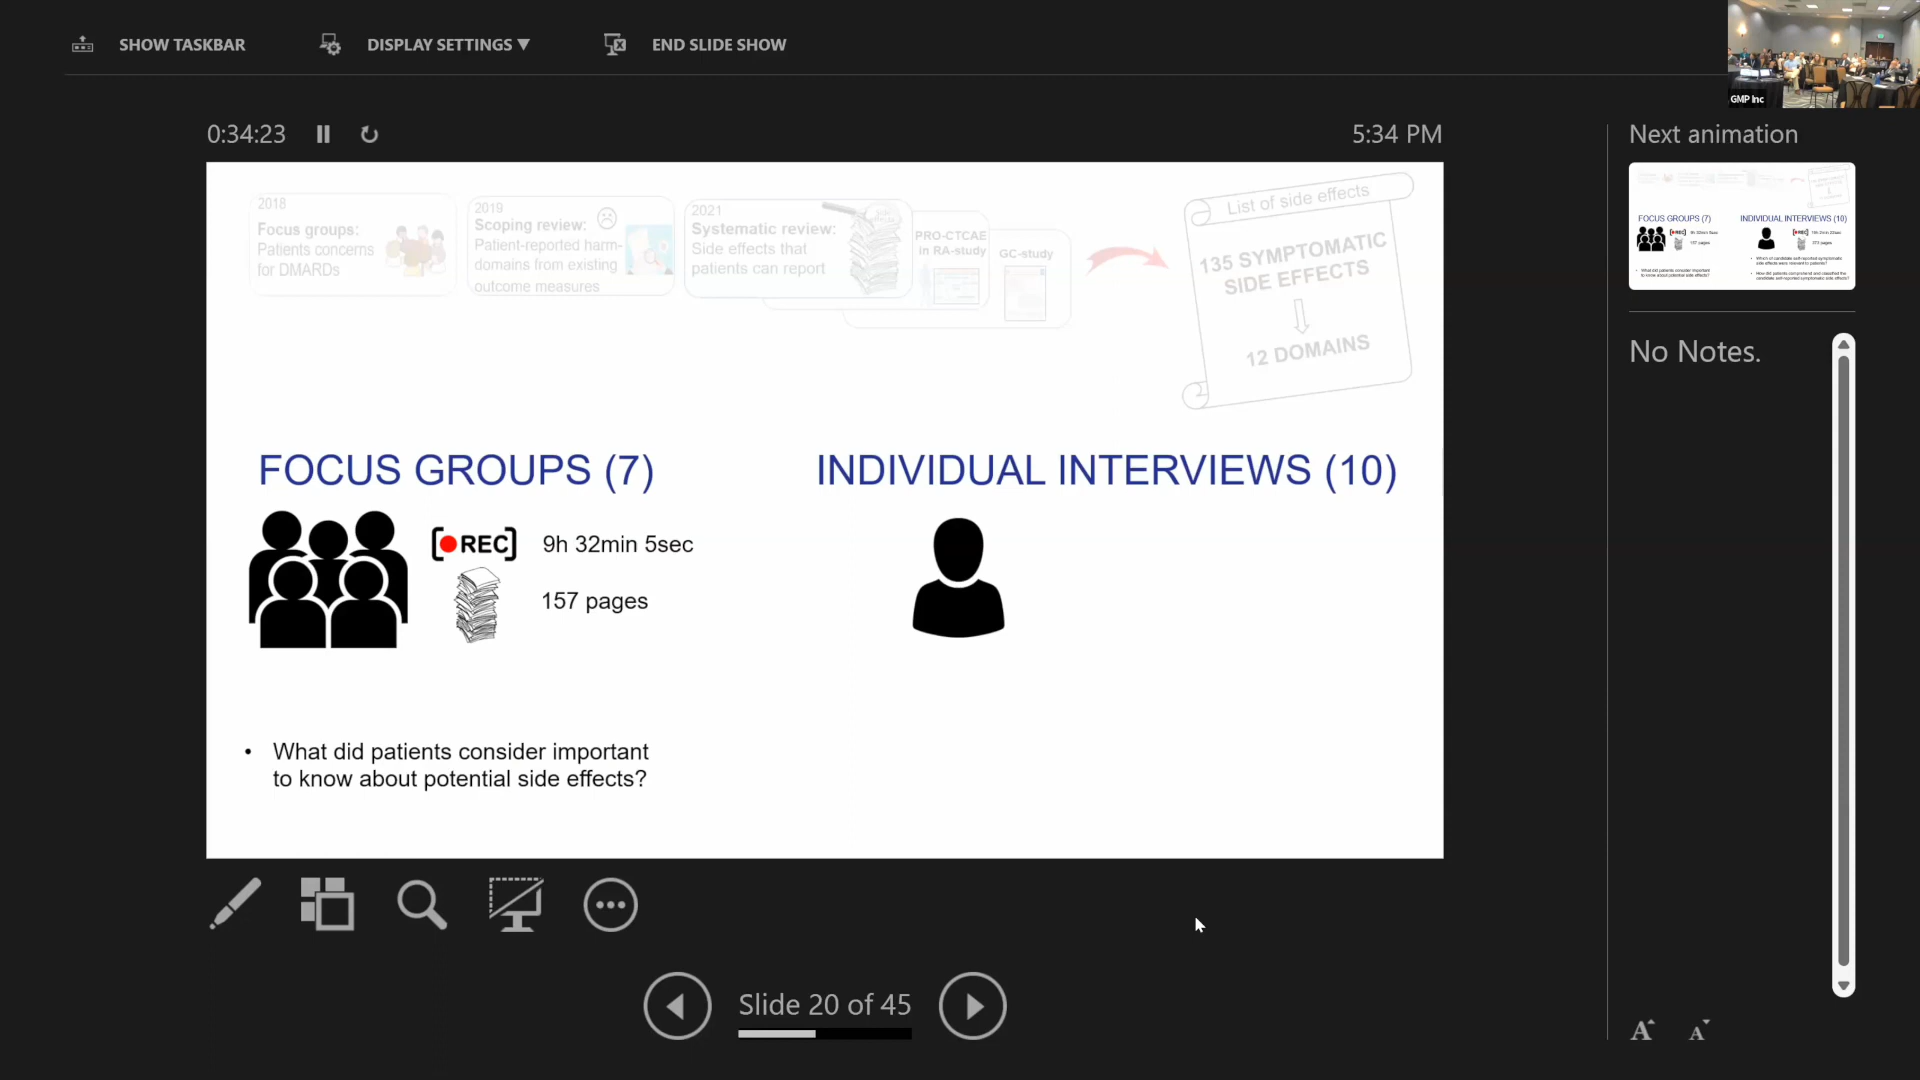 SHOW TASKBAR
DISPLAY SETTINGS ▼
END SLIDE SHOW
GMP Inc
0:34:23
5:34 PM
Next animation
2018
Focus groups:
Patients concerns
for DMARDs
2019
Scoping review:
Patient-reported harm-
domains from existing
outcome measures
2021
Systematic review:
Side effects that
patients can report
PRO-CTCAE
in RA-study
GC-study
List of side effects
135 SYMPTOMATIC
SIDE EFFECTS
12 DOMAINS
FOCUS GROUPS (7)
REC
9h 32min 5sec
157 pages
• What did patients consider important
to know about potential side effects?
INDIVIDUAL INTERVIEWS (10)
FOCUS GROUPS (7)
INDIVIDUAL INTERVIEWS (10)
No Notes.
Slide 20 of 45